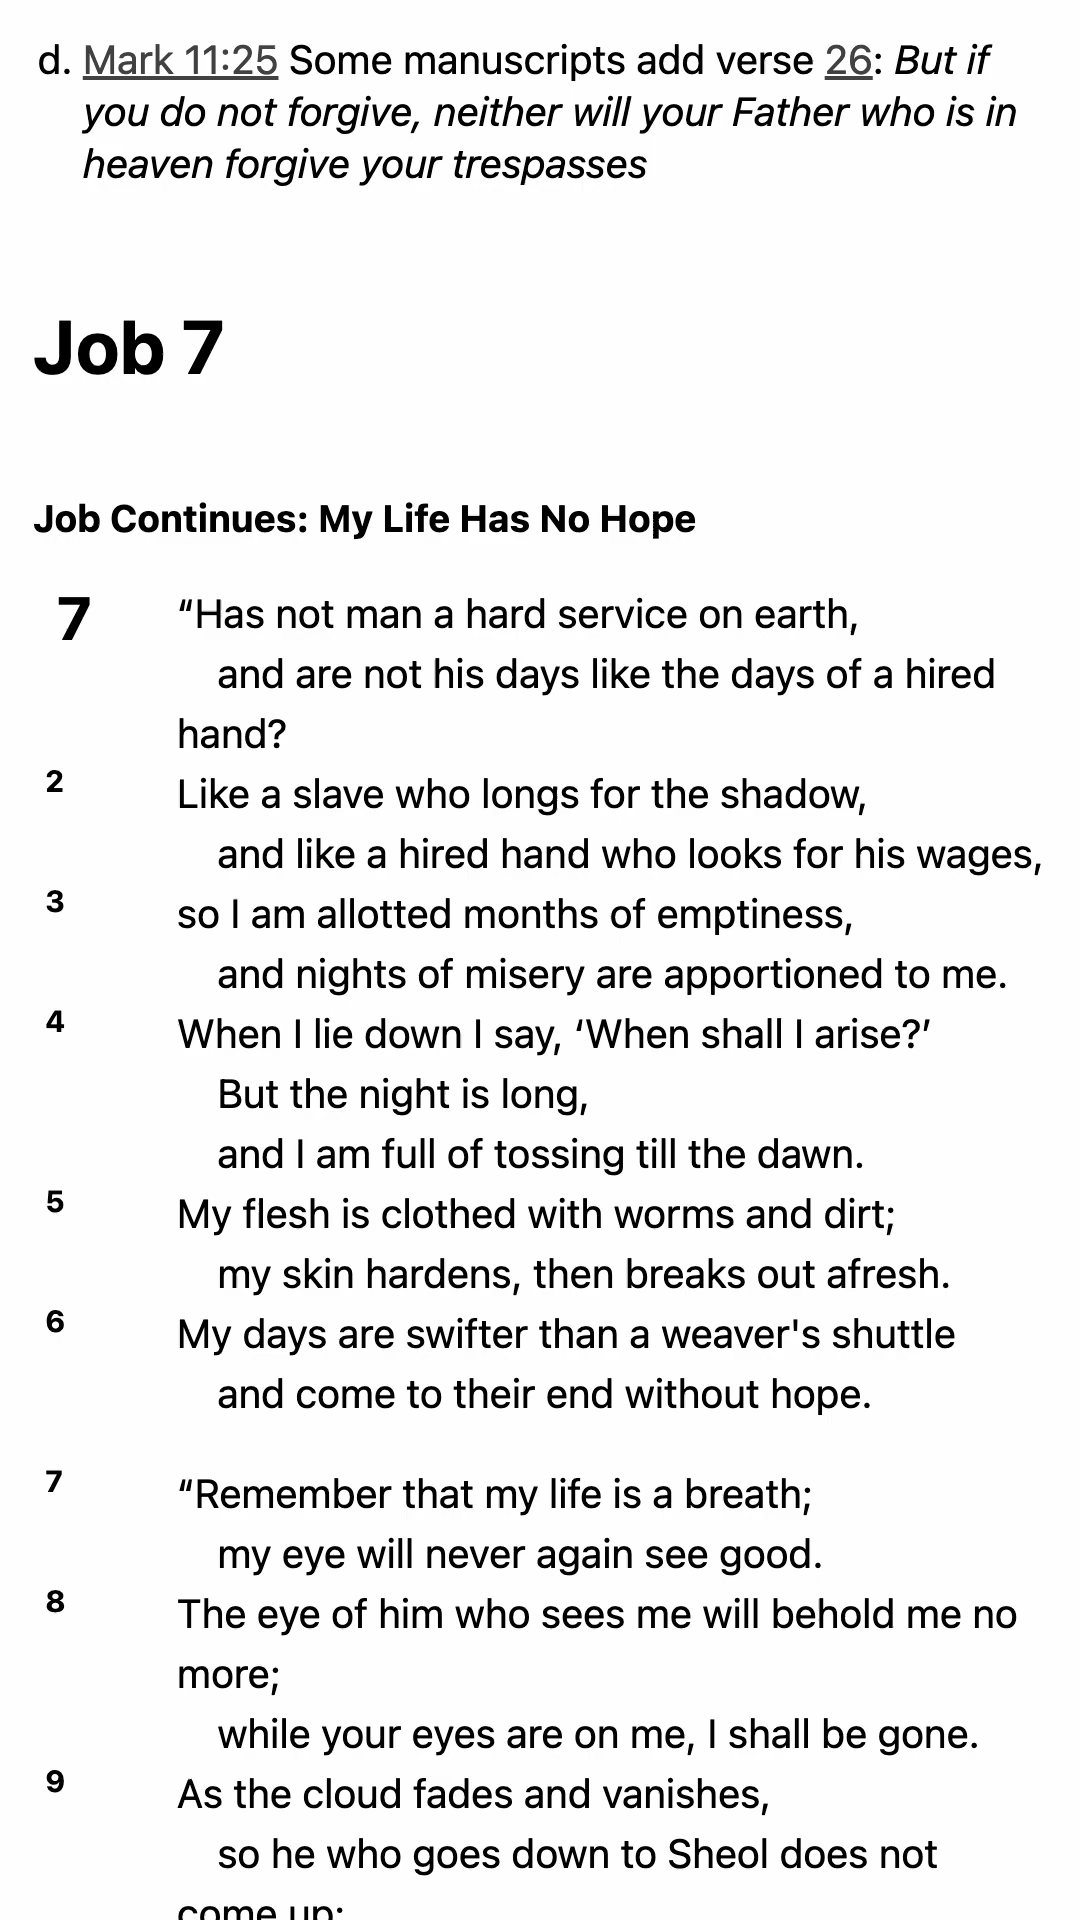 d. Mark 11:25 Some manuscripts add verse 26: But if
you do not forgive, neither will your Father who is in
heaven forgive your trespasses
Job 7
Job Continues: My Life Has No Hope
7 “Has not man a hard service on earth,
and are not his days like the days of a hired
hand?
2 Like a slave who longs for the shadow,
and like a hired hand who looks for his wages,
3 so I am allotted months of emptiness,
and nights of misery are apportioned to me.
4 When I lie down I say, ‘When shall I arise?’
But the night is long,
and I am full of tossing till the dawn.
5 My flesh is clothed with worms and dirt;
my skin hardens, then breaks out afresh.
6 My days are swifter than a weaver's shuttle
and come to their end without hope.
7 “Remember that my life is a breath;
my eye will never again see good.
8 The eye of him who sees me will behold me no
more;
while your eyes are on me, I shall be gone.
9 As the cloud fades and vanishes,
so he who goes down to Sheol does not
come up;